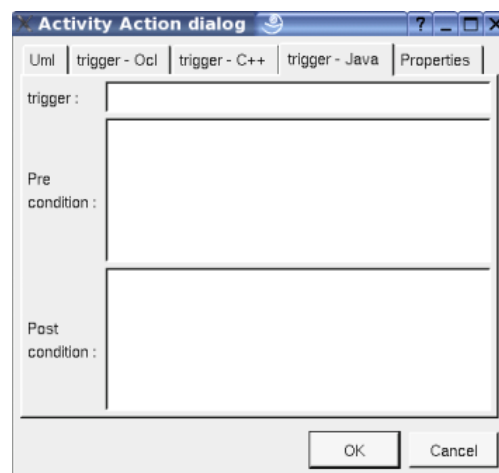 Activity Action dialog
Uml trigger - Ocl trigger - C++ trigger - Java Properties
trigger :
Pre
condition :
Post
condition :
OK Cancel